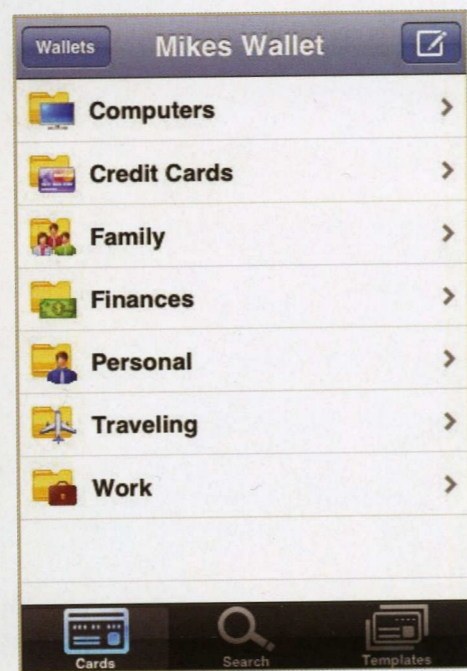 Wallets Mikes Wallet
Computers
Credit Cards
Family
Finances
Personal
Traveling
Work
Cards Search Templates